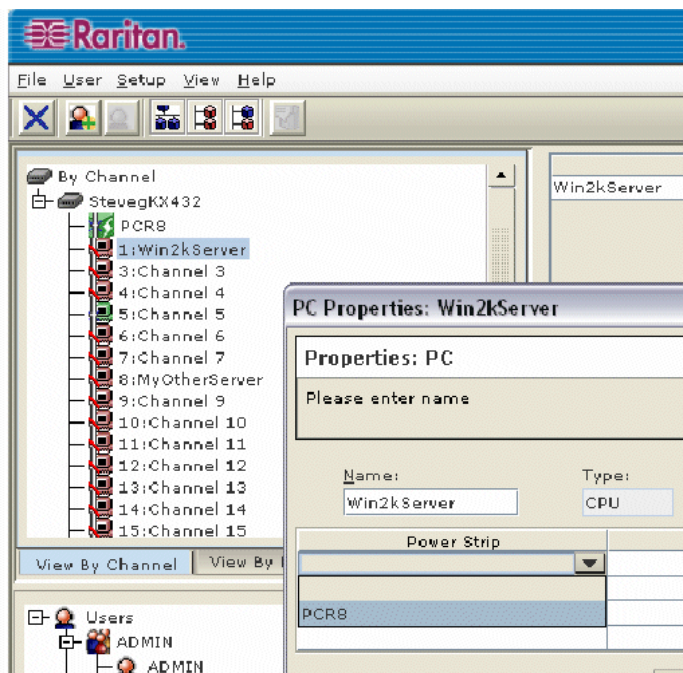 Raritan.
File User Setup View Help
By Channel
StevegKX432
PCR8
1:Win2kServer
3:Channel 3
4:Channel 4
5:Channel 5
6:Channel 6
7:Channel 7
8:MyOtherServer
9:Channel 9
10:Channel 10
11:Channel 11
12:Channel 12
13:Channel 13
14:Channel 14
15:Channel 15
View By Channel View By
Users
ADMIN
ADMIN
Win2kServer
PC Properties: Win2kServer
Properties: PC
Please enter name
Name: Type:
Win2kServer CPU
Power Strip
PCR8